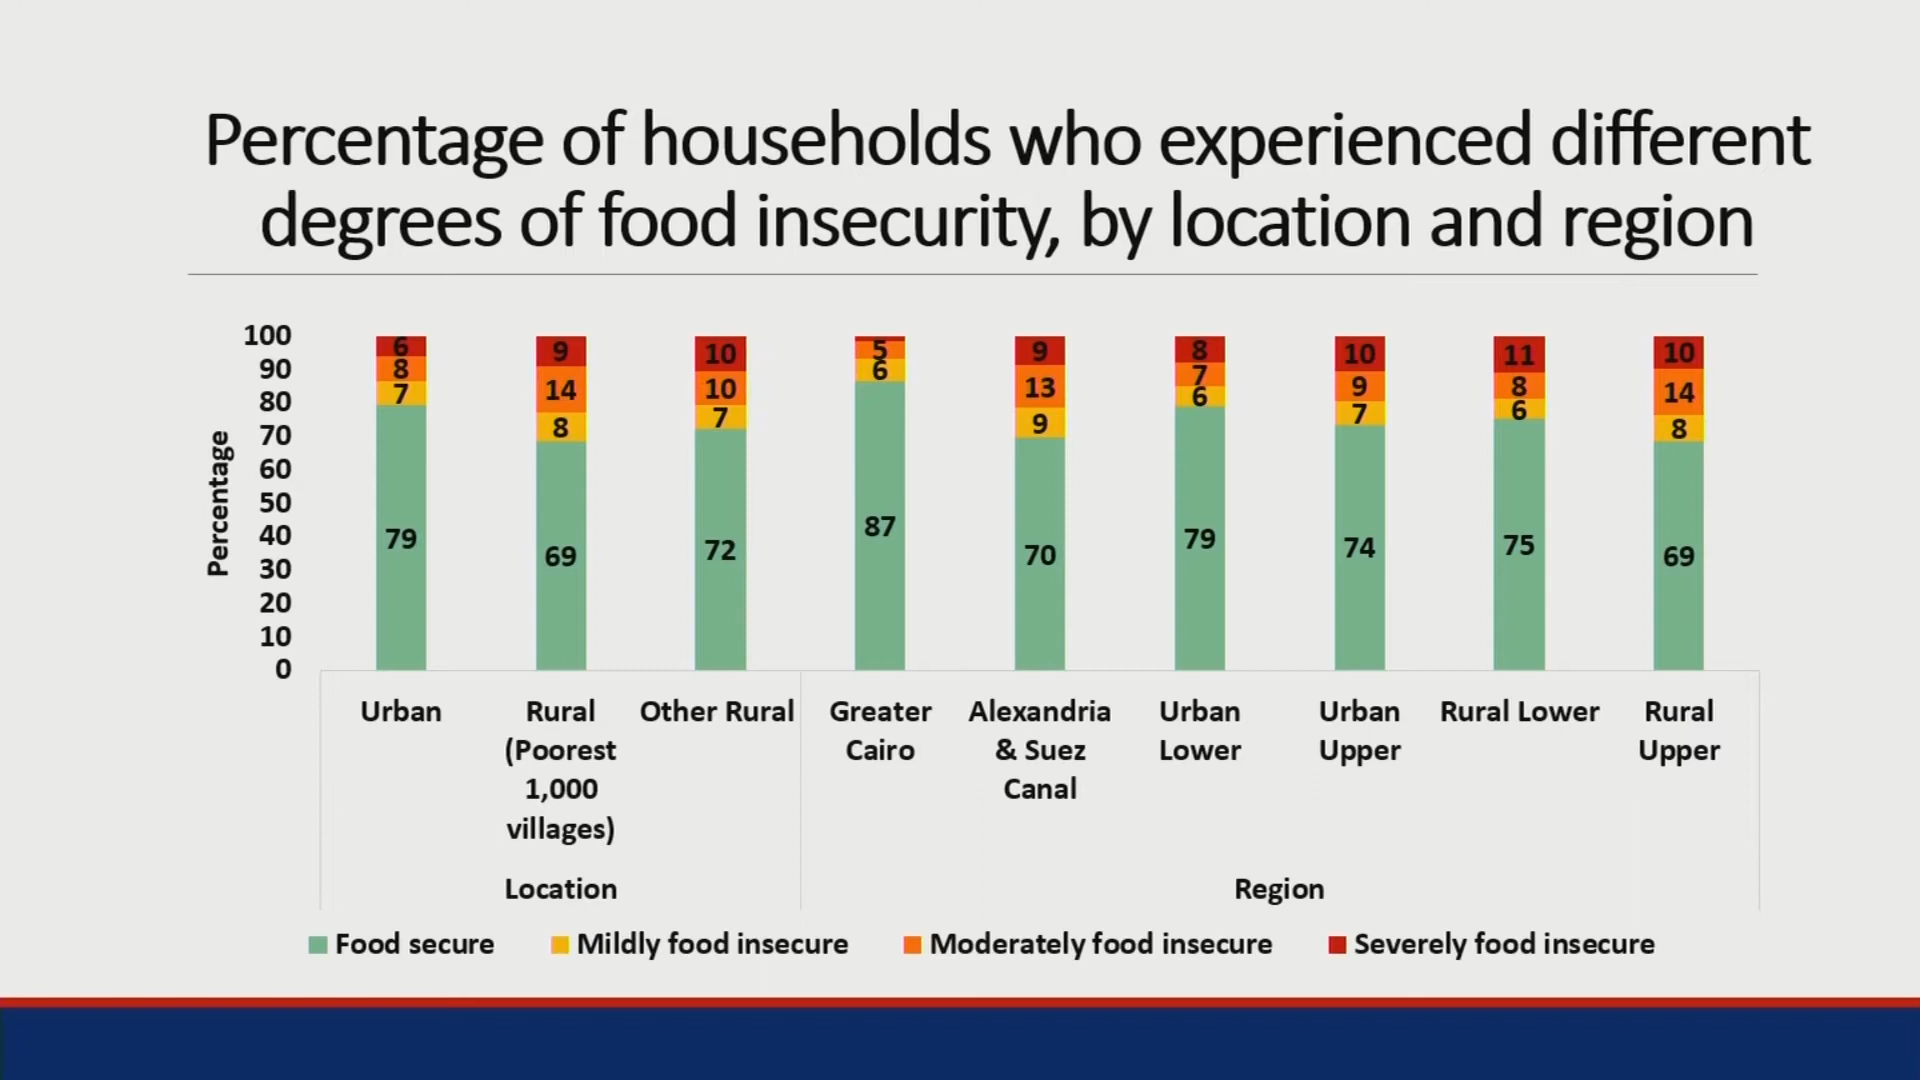 Percentage of households who experienced different
degrees of food insecurity, by location and region
Percentage
100
90
80
70
60
50
40
30
20
10
0
6
8
7
79
9
14
8
69
10
10
7
72
5
6
87
9
13
9
70
8
7
6
79
10
9
7
74
11
8
6
75
10
14
8
69
Urban
Rural
(Poorest
1,000
villages)
Other Rural
Greater
Cairo
Alexandria
& Suez
Canal
Urban
Lower
Urban
Upper
Rural Lower
Rural
Upper
Location
Region
Food secure
Mildly food insecure
Moderately food insecure
Severely food insecure